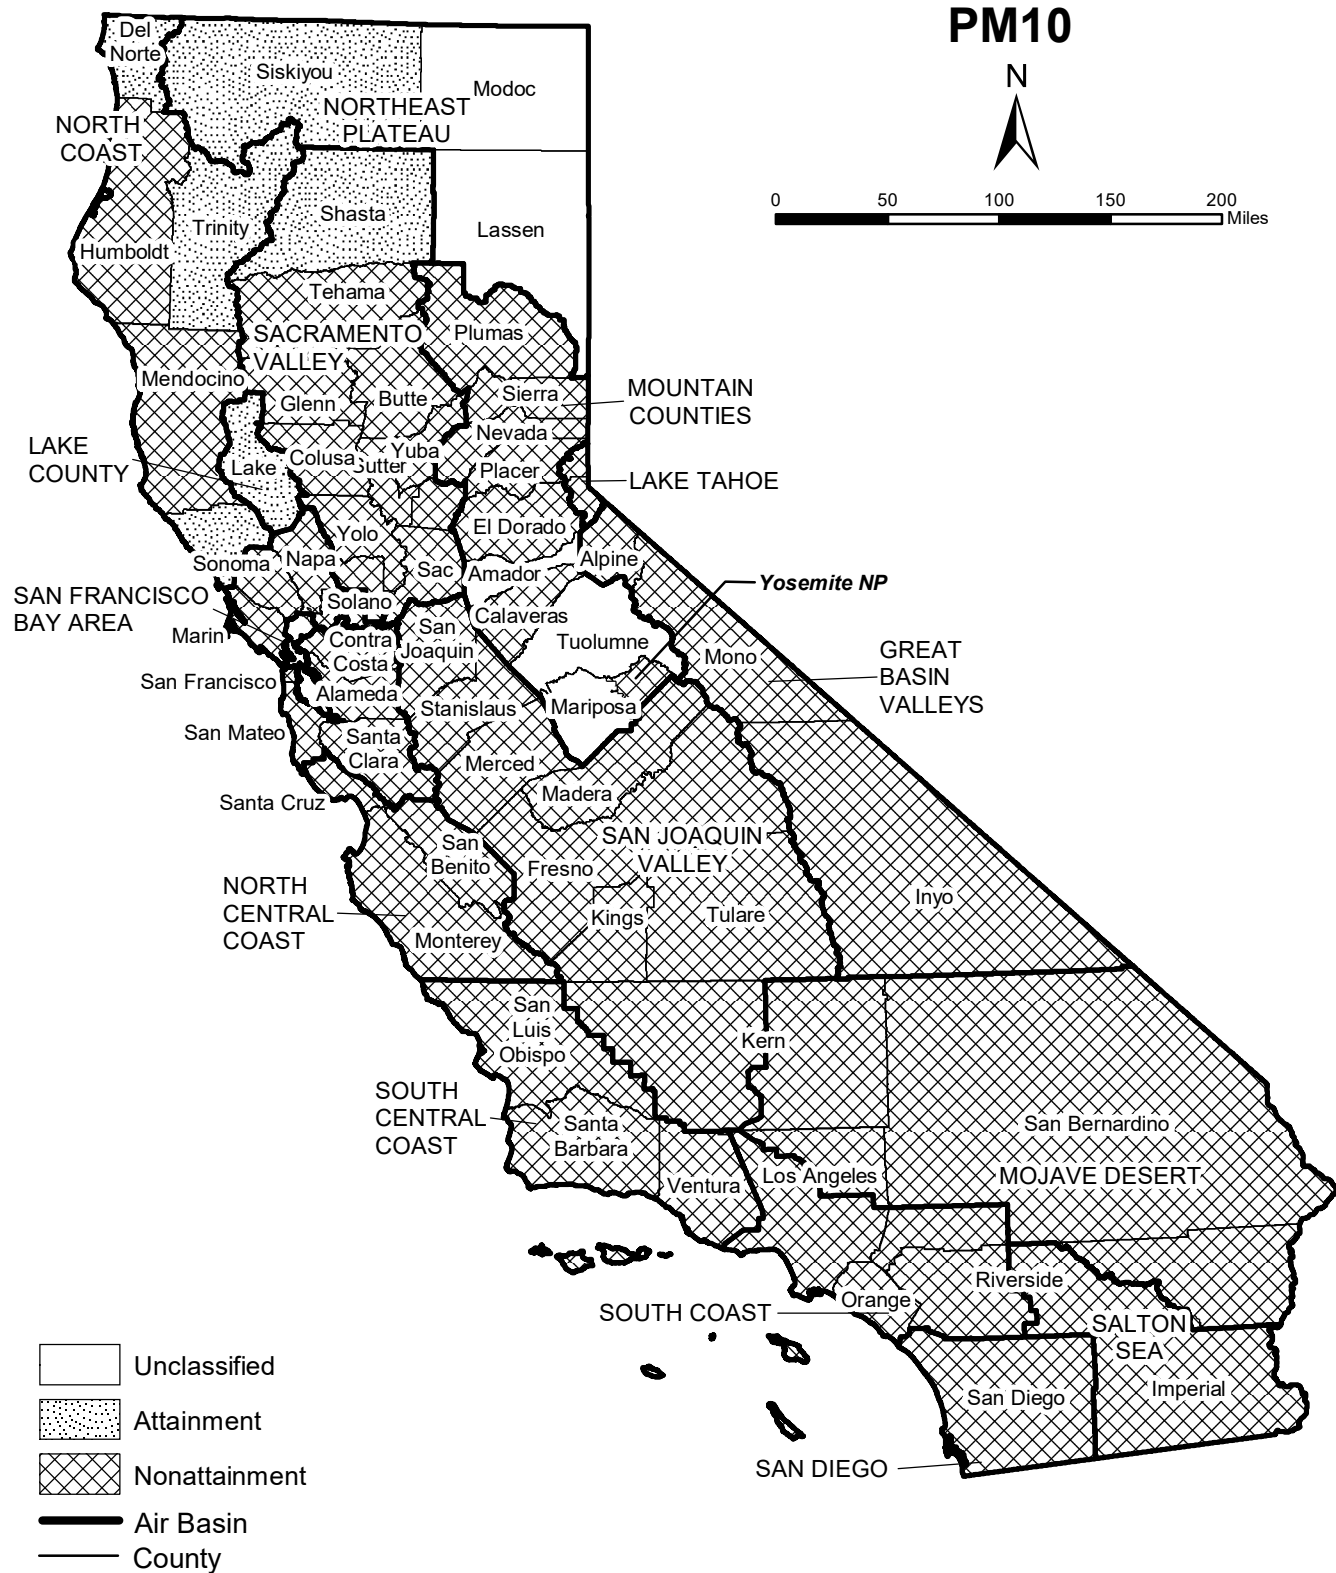 PM10
N
0 50 100 150 200
Miles
Del
Norte
Siskiyou
Modoc
NORTHEAST
PLATEAU
NORTH
COAST
Trinity
Shasta
Lassen
Humboldt
Tehama
SACRAMENTO
VALLEY
Plumas
Mendocino
Glenn
Butte
Sierra
MOUNTAIN
COUNTIES
Nevada
LAKE
COUNTY
Lake
Colusa
Sutter
Yuba
Placer
LAKE TAHOE
Yolo
El Dorado
Sonoma
Napa
Sac
Amador
Alpine
Yosemite NP
SAN FRANCISCO
BAY AREA
Solano
Calaveras
Marin
Contra
Costa
San
Joaquin
Tuolumne
Mono
GREAT
BASIN
VALLEYS
San Francisco
Alameda
Stanislaus
Mariposa
San Mateo
Santa
Clara
Merced
Santa Cruz
Madera
San
Benito
SAN JOAQUIN
VALLEY
Fresno
NORTH
CENTRAL
COAST
Kings
Tulare
Inyo
Monterey
San
Luis
Obispo
Kern
SOUTH
CENTRAL
COAST
Santa
Barbara
San Bernardino
Ventura
Los Angeles
MOJAVE DESERT
Riverside
Orange
SOUTH COAST
SALTON
SEA
San Diego
Imperial
SAN DIEGO
Unclassified
Attainment
Nonattainment
Air Basin
County